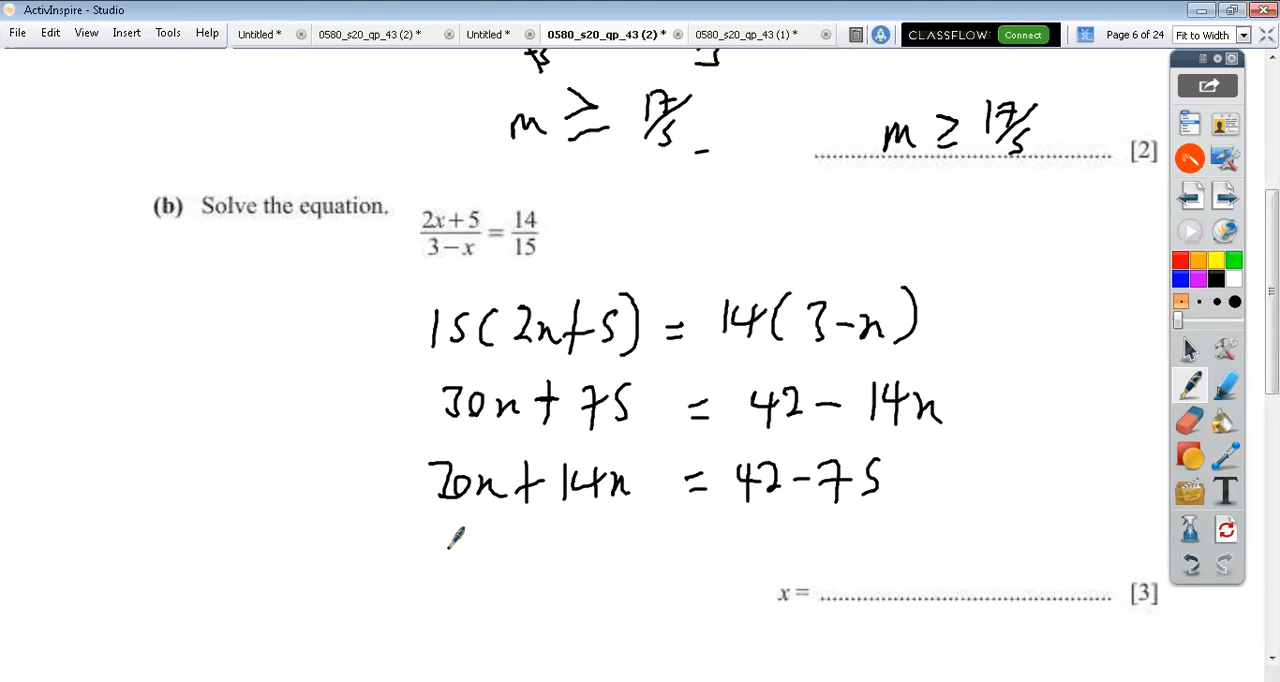 ActivInspire - Studio
File Edit View Insert Tools Help Untitled * 0580_s20_qp_43 (2) * Untitled * 0580_s20_qp_43 (2) * 0580_s20_qp_43 (1) * CLASSFLOW Connect Page 6 of 24 Fit to Width
m ≥ 17/5
m ≥ 17/5 [2]
(b) Solve the equation.
(2x+5)/(3−x) = 14/15
15(2x+5) = 14(3-x)
30x + 75 = 42 - 14x
30x + 14x = 42 - 75
x = ................................................ [3]